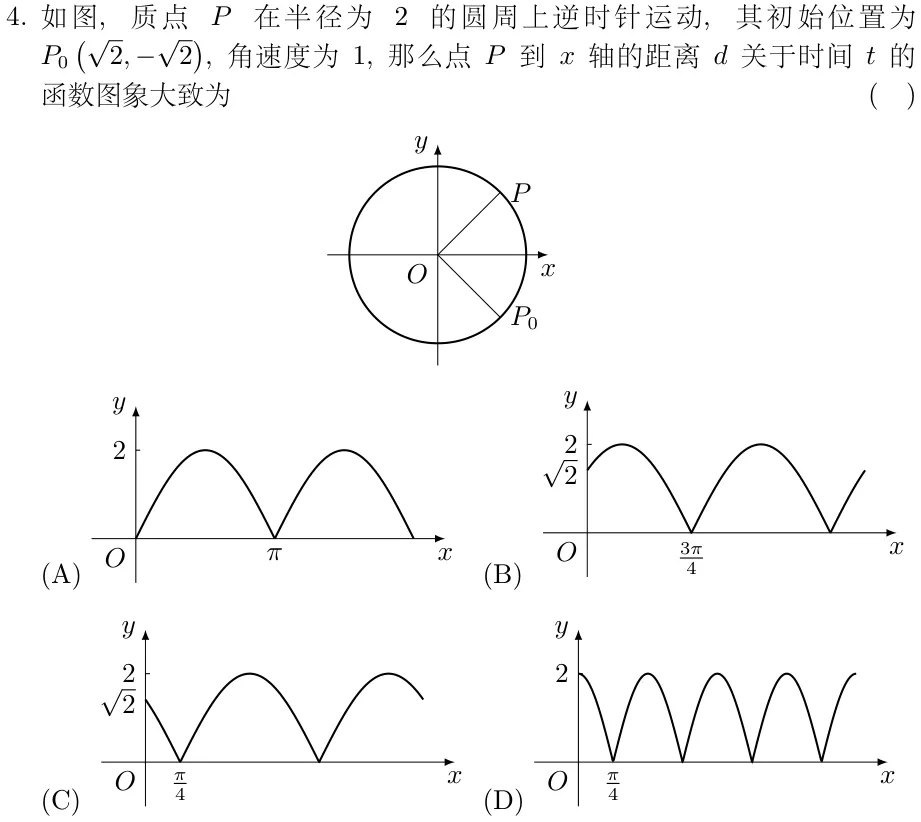 4. 如图, 质点 P 在半径为 2 的圆周上逆时针运动, 其初始位置为
P₀(√2, −√2), 角速度为 1, 那么点 P 到 x 轴的距离 d 关于时间 t 的
函数图象大致为 ( )
y
P
O x
P₀
y
2
O π x
(A)
y
2
√2
O 3π/4 x
(B)
y
2
√2
O π/4 x
(C)
y
2
O π/4 x
(D)